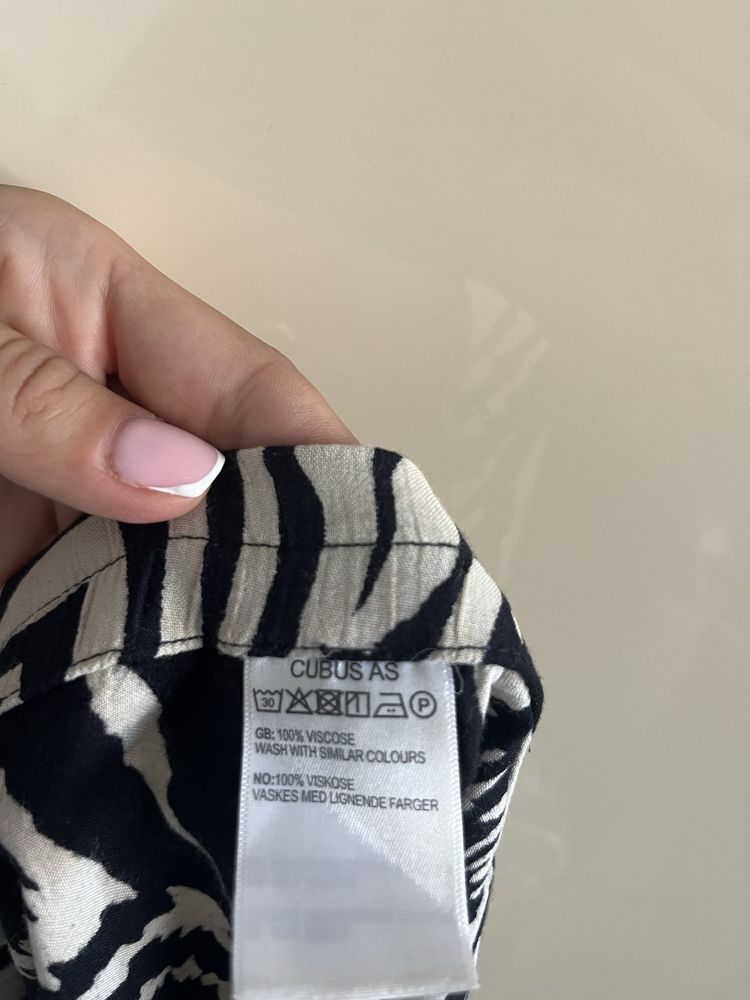 CUBUS AS
30 P
GB: 100% VISCOSE
WASH WITH SIMILAR COLOURS
NO:100% VISKOSE
VASKES MED LIGNENDE FARGER